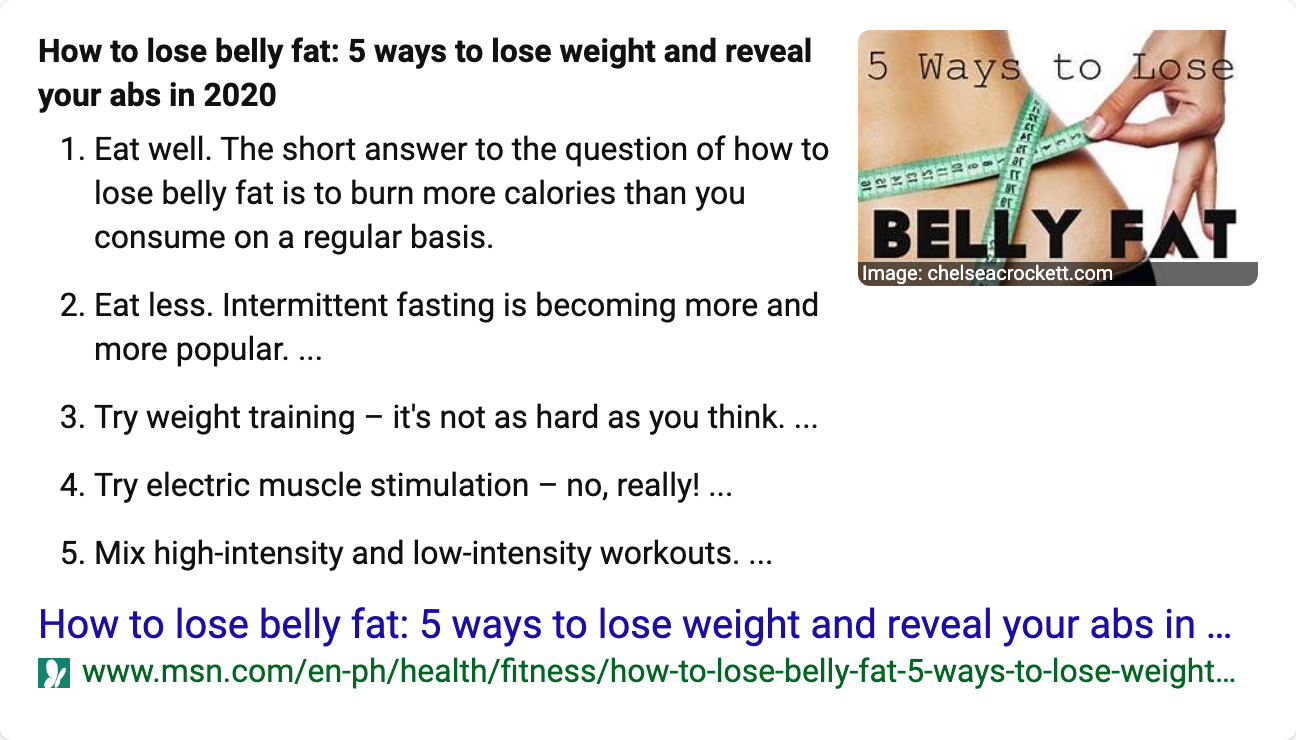 How to lose belly fat: 5 ways to lose weight and reveal
your abs in 2020
1. Eat well. The short answer to the question of how to
lose belly fat is to burn more calories than you
consume on a regular basis.
2. Eat less. Intermittent fasting is becoming more and
more popular. ...
3. Try weight training – it's not as hard as you think. ...
4. Try electric muscle stimulation – no, really! ...
5. Mix high-intensity and low-intensity workouts. ...
How to lose belly fat: 5 ways to lose weight and reveal your abs in ...
www.msn.com/en-ph/health/fitness/how-to-lose-belly-fat-5-ways-to-lose-weight...
5 Ways to Lose
BELLY FAT
Image: chelseacrockett.com